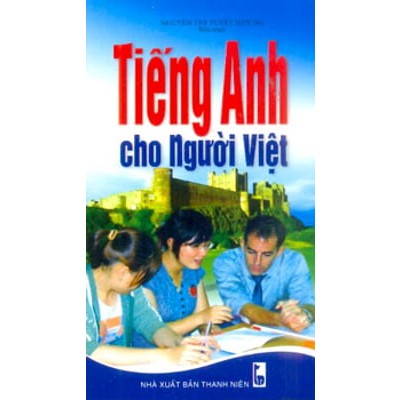 Tiếng Anh
cho Người Việt
NHÀ XUẤT BẢN THANH NIÊN